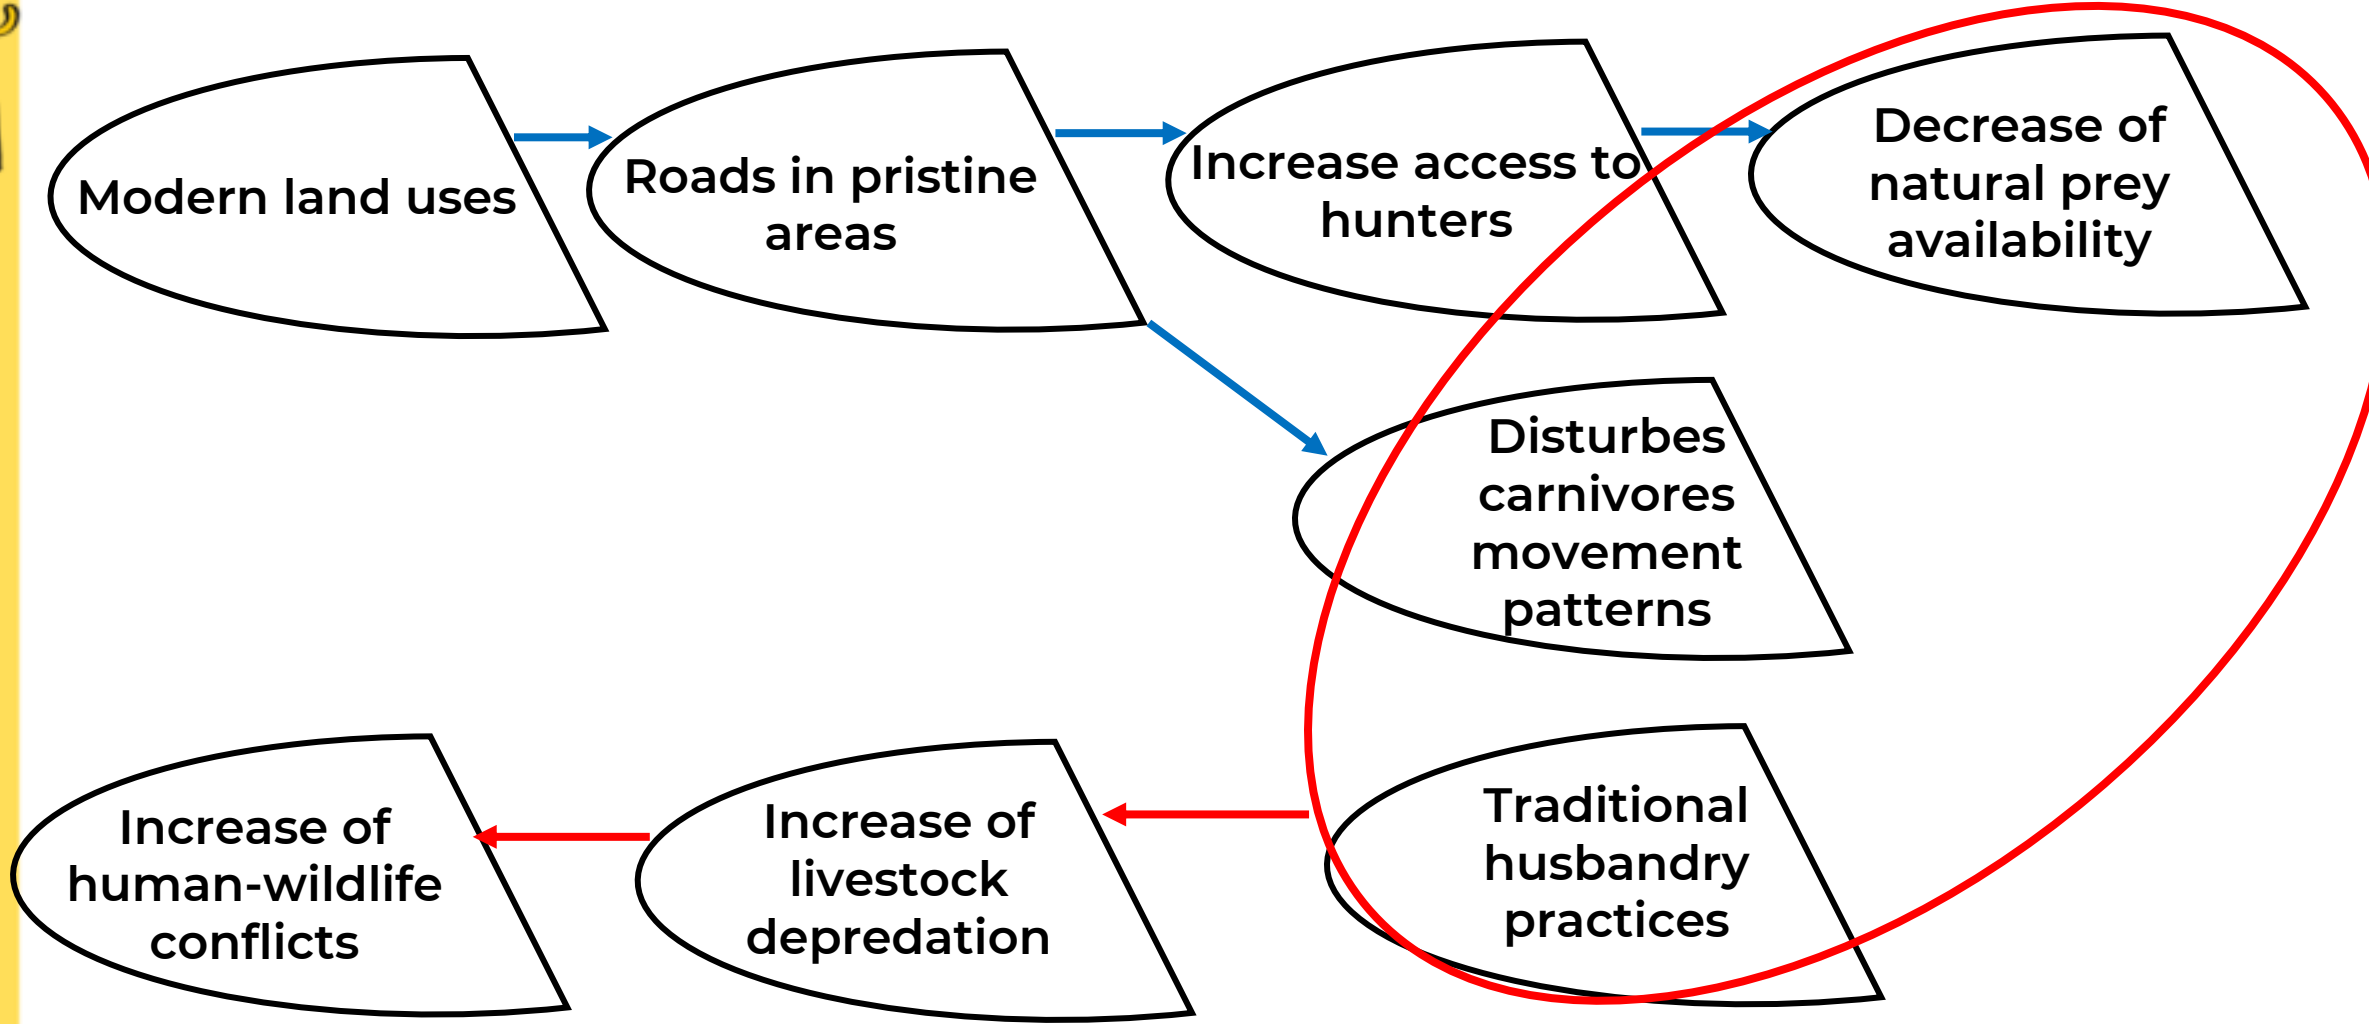 Modern land uses
Roads in pristine
areas
Increase access to
hunters
Decrease of
natural prey
availability
Disturbes
carnivores
movement
patterns
Increase of
human-wildlife
conflicts
Increase of
livestock
depredation
Traditional
husbandry
practices